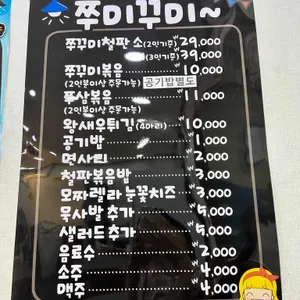 쭈미꾸미~
쭈꾸미철판 소(2인기준) ₩29,000
(3인기준) ₩39,000
쭈꾸미볶음 ₩10,000
(2인분이상 주문가능) 공기밥별도
쭈삼볶음 ₩11,000
(2인분이상 주문가능)
왕새우튀김(4마리) ₩10,000
공기밥 ₩1,000
면사리 ₩2,000
철판볶음밥 ₩3,000
모짜렐라 눈꽃치즈 ₩3,000
묵사발 추가 ₩5,000
샐러드 추가 ₩5,000
음료수 ₩2,000
소주 ₩4,000
맥주 ₩4,000